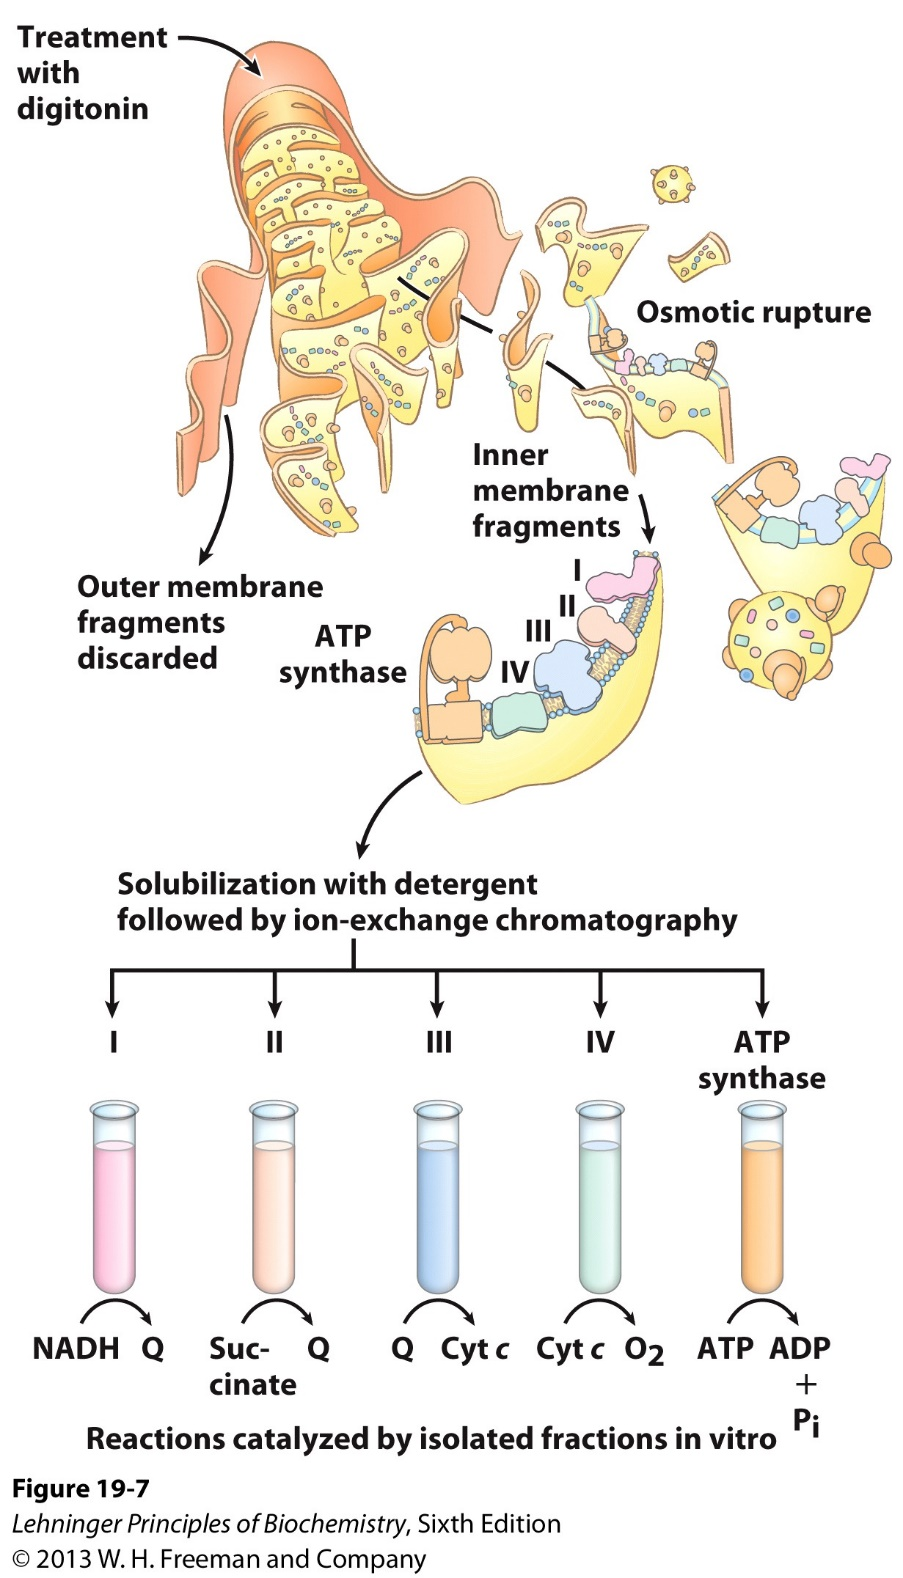 Treatment
with
digitonin
Osmotic rupture
Inner
membrane
fragments
Outer membrane
fragments
discarded
ATP
synthase
I
II
III
IV
Solubilization with detergent
followed by ion-exchange chromatography
I II III IV ATP
synthase
NADH Q Suc- Q Q Cyt c Cyt c O₂ ATP ADP
cinate +
Pi
Reactions catalyzed by isolated fractions in vitro
Figure 19-7
Lehninger Principles of Biochemistry, Sixth Edition
© 2013 W. H. Freeman and Company